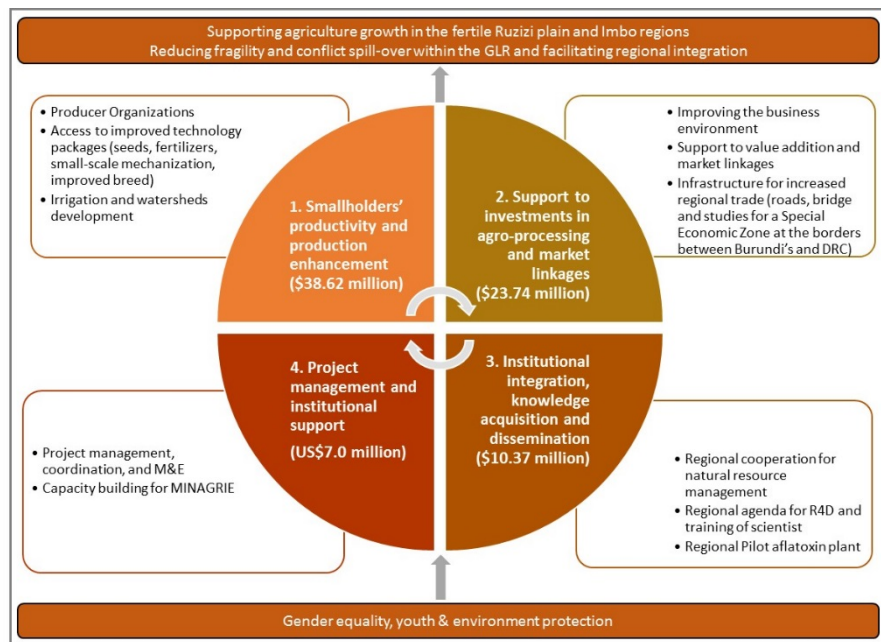 Supporting agriculture growth in the fertile Ruzizi plain and Imbo regions
Reducing fragility and conflict spill-over within the GLR and facilitating regional integration
• Producer Organizations
• Access to improved technology
packages (seeds, fertilizers,
small-scale mechanization,
improved breed)
• Irrigation and watersheds
development
1. Smallholders’
productivity and
production
enhancement
($38.62 million)
2. Support to
investments in
agro-processing
and market
linkages
($23.74 million)
• Improving the business
environment
• Support to value addition and
market linkages
• Infrastructure for increased
regional trade (roads, bridge
and studies for a Special
Economic Zone at the borders
between Burundi’s and DRC)
• Project management,
coordination, and M&E
• Capacity building for MINAGRIE
4. Project
management and
institutional
support
(US$7.0 million)
3. Institutional
integration,
knowledge
acquisition and
dissemination
($10.37 million)
• Regional cooperation for
natural resource
management
• Regional agenda for R4D and
training of scientist
• Regional Pilot aflatoxin plant
Gender equality, youth & environment protection